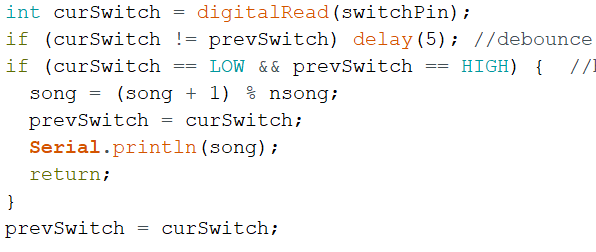 int curSwitch = digitalRead(switchPin);
if (curSwitch != prevSwitch) delay(5); //debounce
if (curSwitch == LOW && prevSwitch == HIGH) {  //
  song = (song + 1) % nsong;
  prevSwitch = curSwitch;
  Serial.println(song);
  return;
}
prevSwitch = curSwitch;